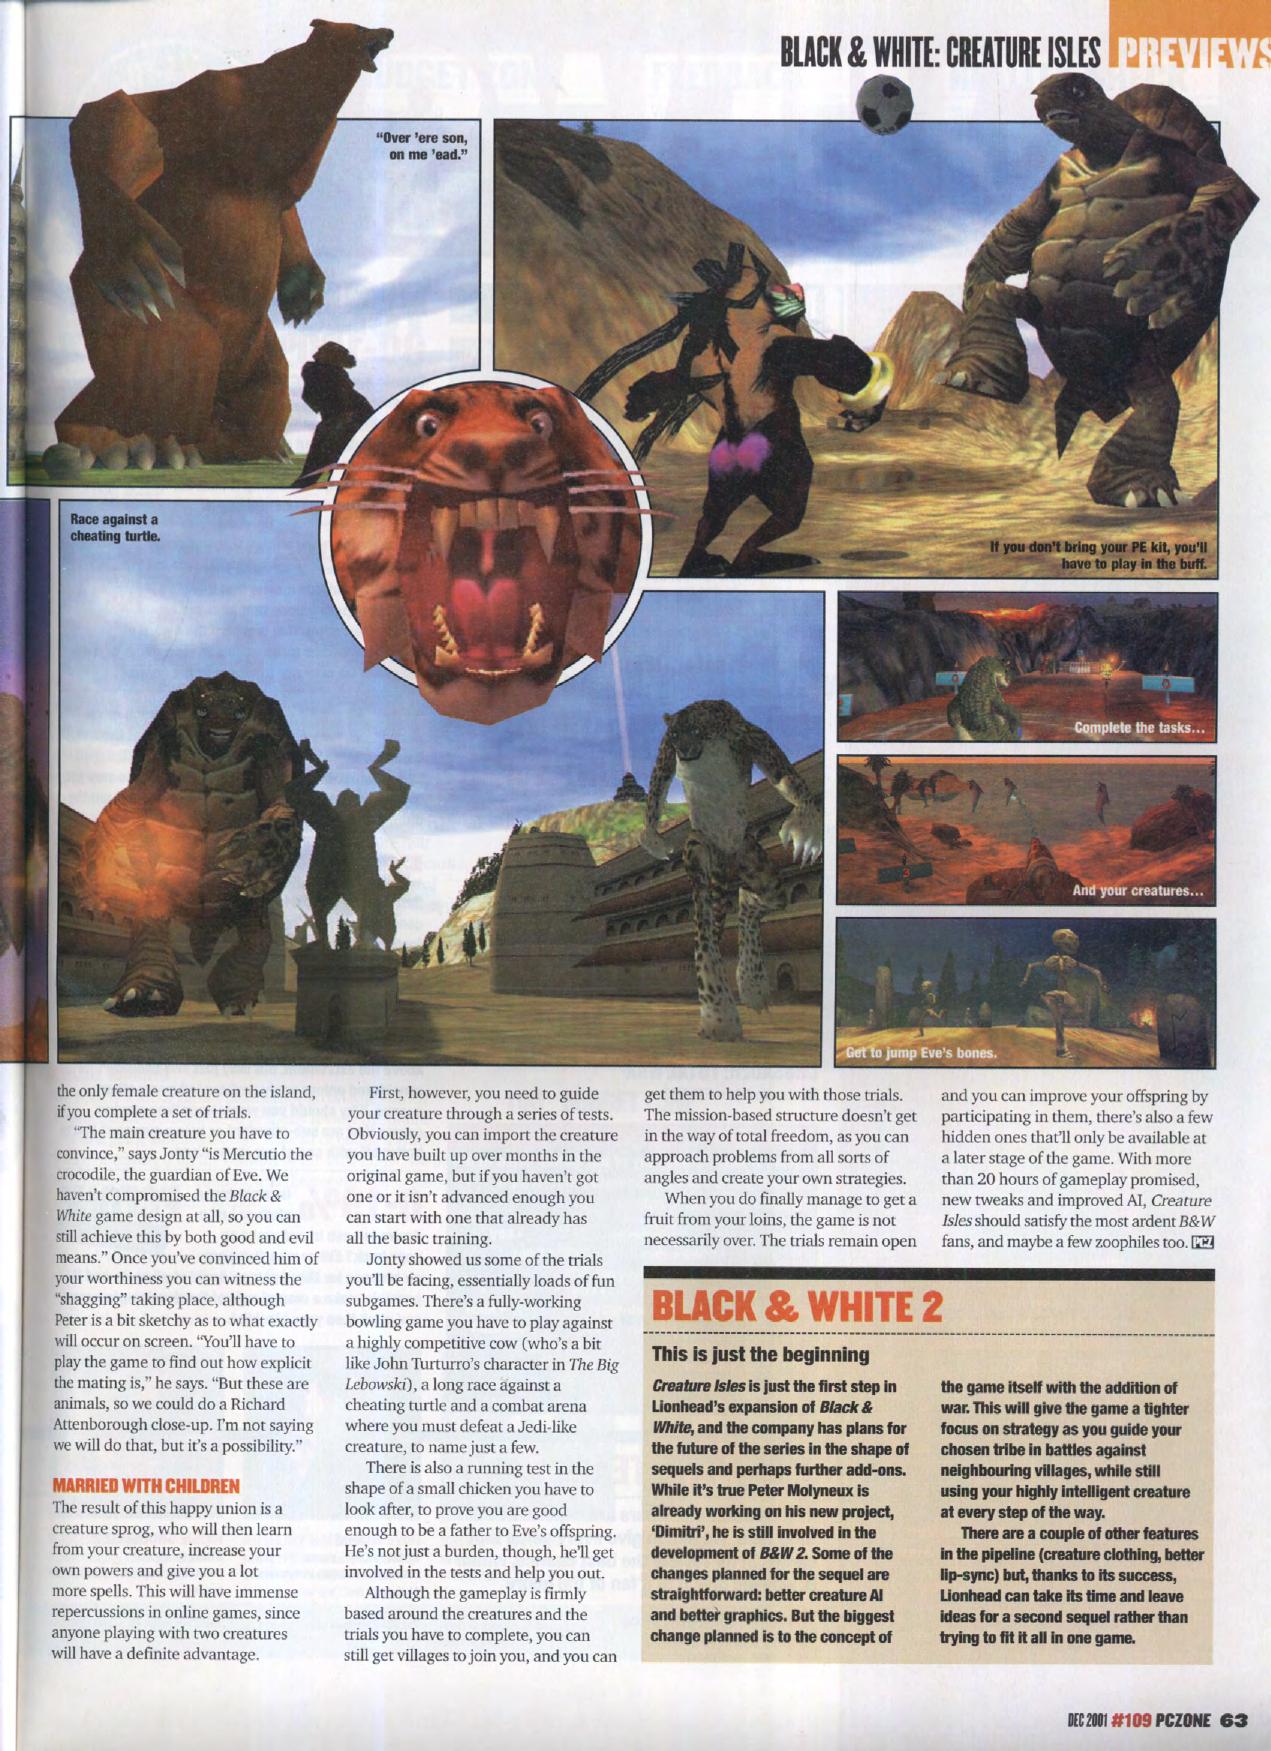 BLACK & WHITE: CREATURE ISLES PREVIEWS
"Over 'ere son,
on me 'ead."
If you don't bring your PE kit, you'll
have to play in the buff.
Race against a
cheating turtle.
Complete the tasks...
And your creatures...
Get to jump Eve's bones.
the only female creature on the island,
if you complete a set of trials.
"The main creature you have to
convince," says Jonty "is Mercutio the
crocodile, the guardian of Eve. We
haven't compromised the Black &
White game design at all, so you can
still achieve this by both good and evil
means." Once you've convinced him of
your worthiness you can witness the
"shagging" taking place, although
Peter is a bit sketchy as to what exactly
will occur on screen. "You'll have to
play the game to find out how explicit
the mating is," he says. "But these are
animals, so we could do a Richard
Attenborough close-up. I'm not saying
we will do that, but it's a possibility."
MARRIED WITH CHILDREN
The result of this happy union is a
creature sprog, who will then learn
from your creature, increase your
own powers and give you a lot
more spells. This will have immense
repercussions in online games, since
anyone playing with two creatures
will have a definite advantage.
First, however, you need to guide
your creature through a series of tests.
Obviously, you can import the creature
you have built up over months in the
original game, but if you haven't got
one or it isn't advanced enough you
can start with one that already has
all the basic training.
Jonty showed us some of the trials
you'll be facing, essentially loads of fun
subgames. There's a fully-working
bowling game you have to play against
a highly competitive cow (who's a bit
like John Turturro's character in The Big
Lebowski), a long race against a
cheating turtle and a combat arena
where you must defeat a Jedi-like
creature, to name just a few.
There is also a running test in the
shape of a small chicken you have to
look after, to prove you are good
enough to be a father to Eve's offspring.
He's not just a burden, though, he'll get
involved in the tests and help you out.
Although the gameplay is firmly
based around the creatures and the
trials you have to complete, you can
still get villages to join you, and you can
get them to help you with those trials.
The mission-based structure doesn't get
in the way of total freedom, as you can
approach problems from all sorts of
angles and create your own strategies.
When you do finally manage to get a
fruit from your loins, the game is not
necessarily over. The trials remain open
and you can improve your offspring by
participating in them, there's also a few
hidden ones that'll only be available at
a later stage of the game. With more
than 20 hours of gameplay promised,
new tweaks and improved AI, Creature
Isles should satisfy the most ardent B&W
fans, and maybe a few zoophiles too. PCZ
BLACK & WHITE 2
This is just the beginning
Creature Isles is just the first step in
Lionhead's expansion of Black &
White, and the company has plans for
the future of the series in the shape of
sequels and perhaps further add-ons.
While it's true Peter Molyneux is
already working on his new project,
'Dimitri', he is still involved in the
development of B&W 2. Some of the
changes planned for the sequel are
straightforward: better creature AI
and better graphics. But the biggest
change planned is to the concept of
the game itself with the addition of
war. This will give the game a tighter
focus on strategy as you guide your
chosen tribe in battles against
neighbouring villages, while still
using your highly intelligent creature
at every step of the way.
There are a couple of other features
in the pipeline (creature clothing, better
lip-sync) but, thanks to its success,
Lionhead can take its time and leave
ideas for a second sequel rather than
trying to fit it all in one game.
DEC 2001 #109 PCZONE 63